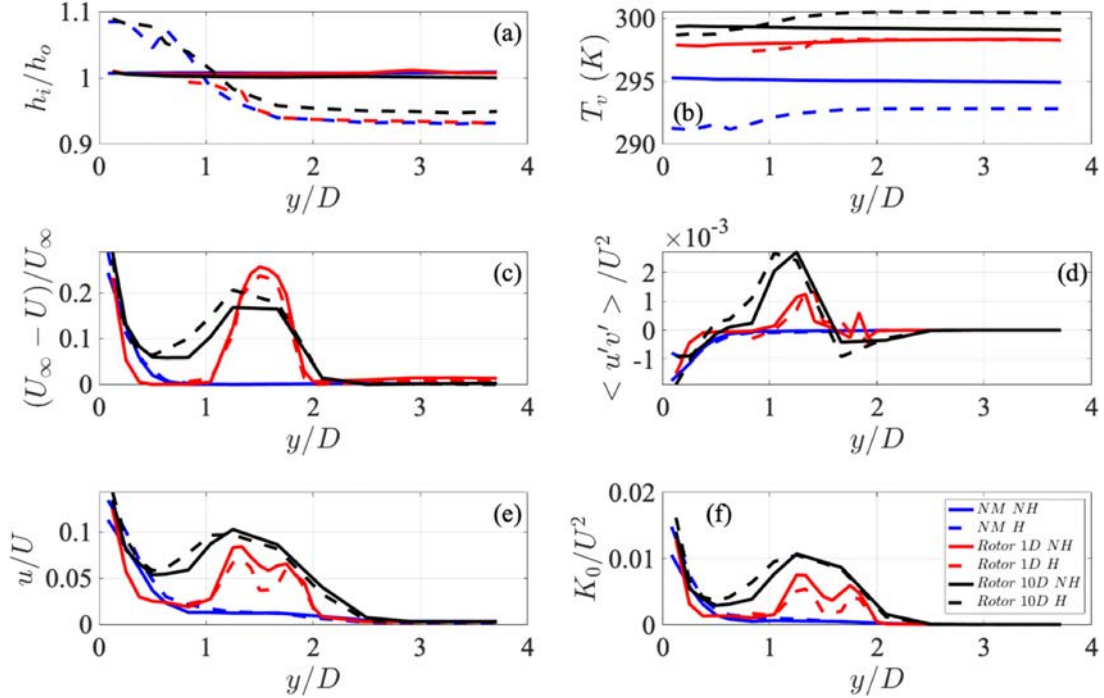 (a)
h_i/h_o
1.1
1
0.9
0 1 2 3 4
y/D
(b)
T_v (K)
300
295
290
0 1 2 3 4
y/D
(c)
(U_∞ − U)/U_∞
0.2
0.1
0
0 1 2 3 4
y/D
×10^-3
(d)
< u'v' > /U^2
2
1
0
-1
0 1 2 3 4
y/D
(e)
u/U
0.1
0.05
0
0 1 2 3 4
y/D
(f)
K_0/U^2
0.02
0.01
0
0 1 2 3 4
y/D
NM NH
NM H
Rotor 1D NH
Rotor 1D H
Rotor 10D NH
Rotor 10D H